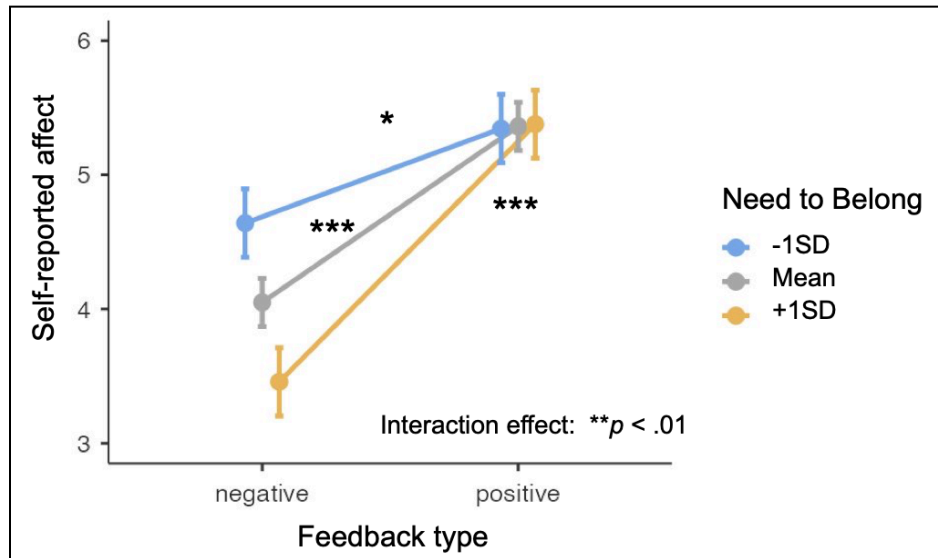 6
5
4
3
Self-reported affect
*
***
***
Interaction effect: **p < .01
negative
positive
Feedback type
Need to Belong
-1SD
Mean
+1SD